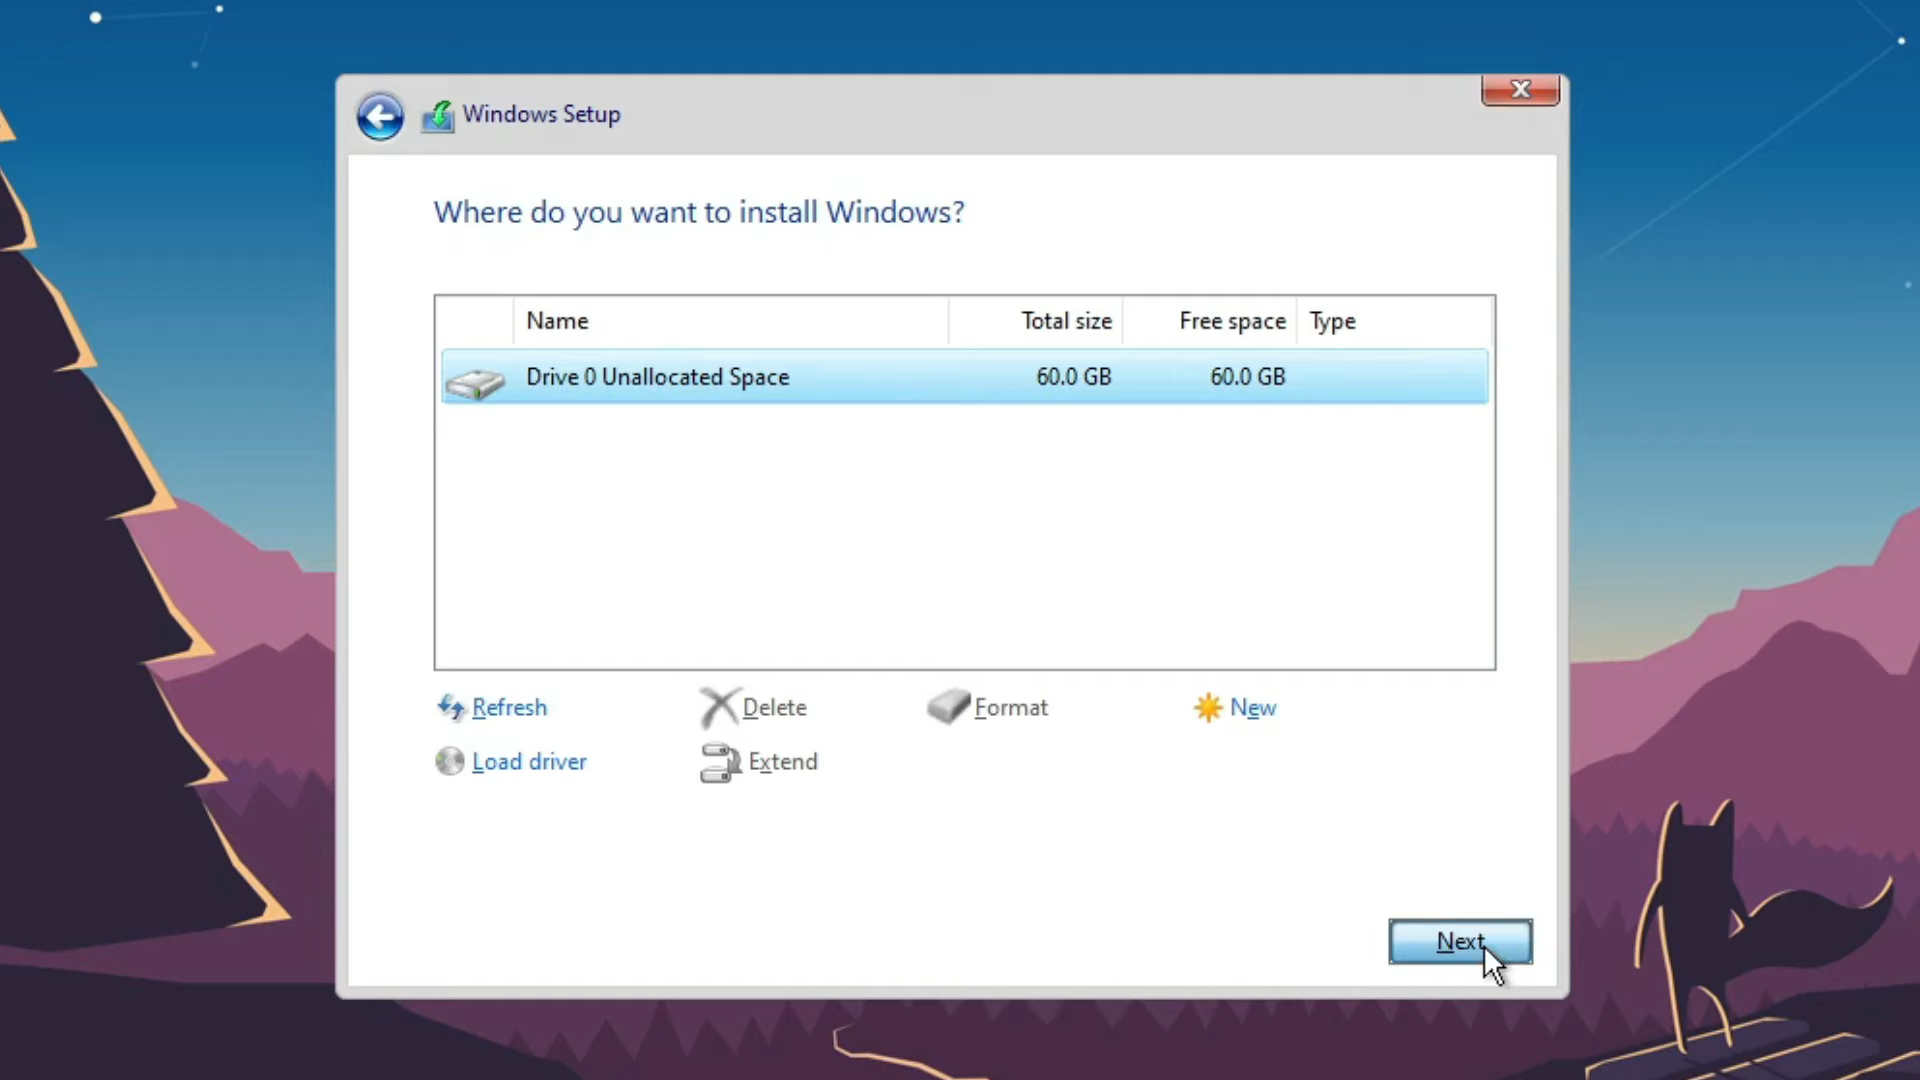 Windows Setup
X
Where do you want to install Windows?
Name Total size Free space Type
Drive 0 Unallocated Space 60.0 GB 60.0 GB
Refresh Delete Format New
Load driver Extend
Next